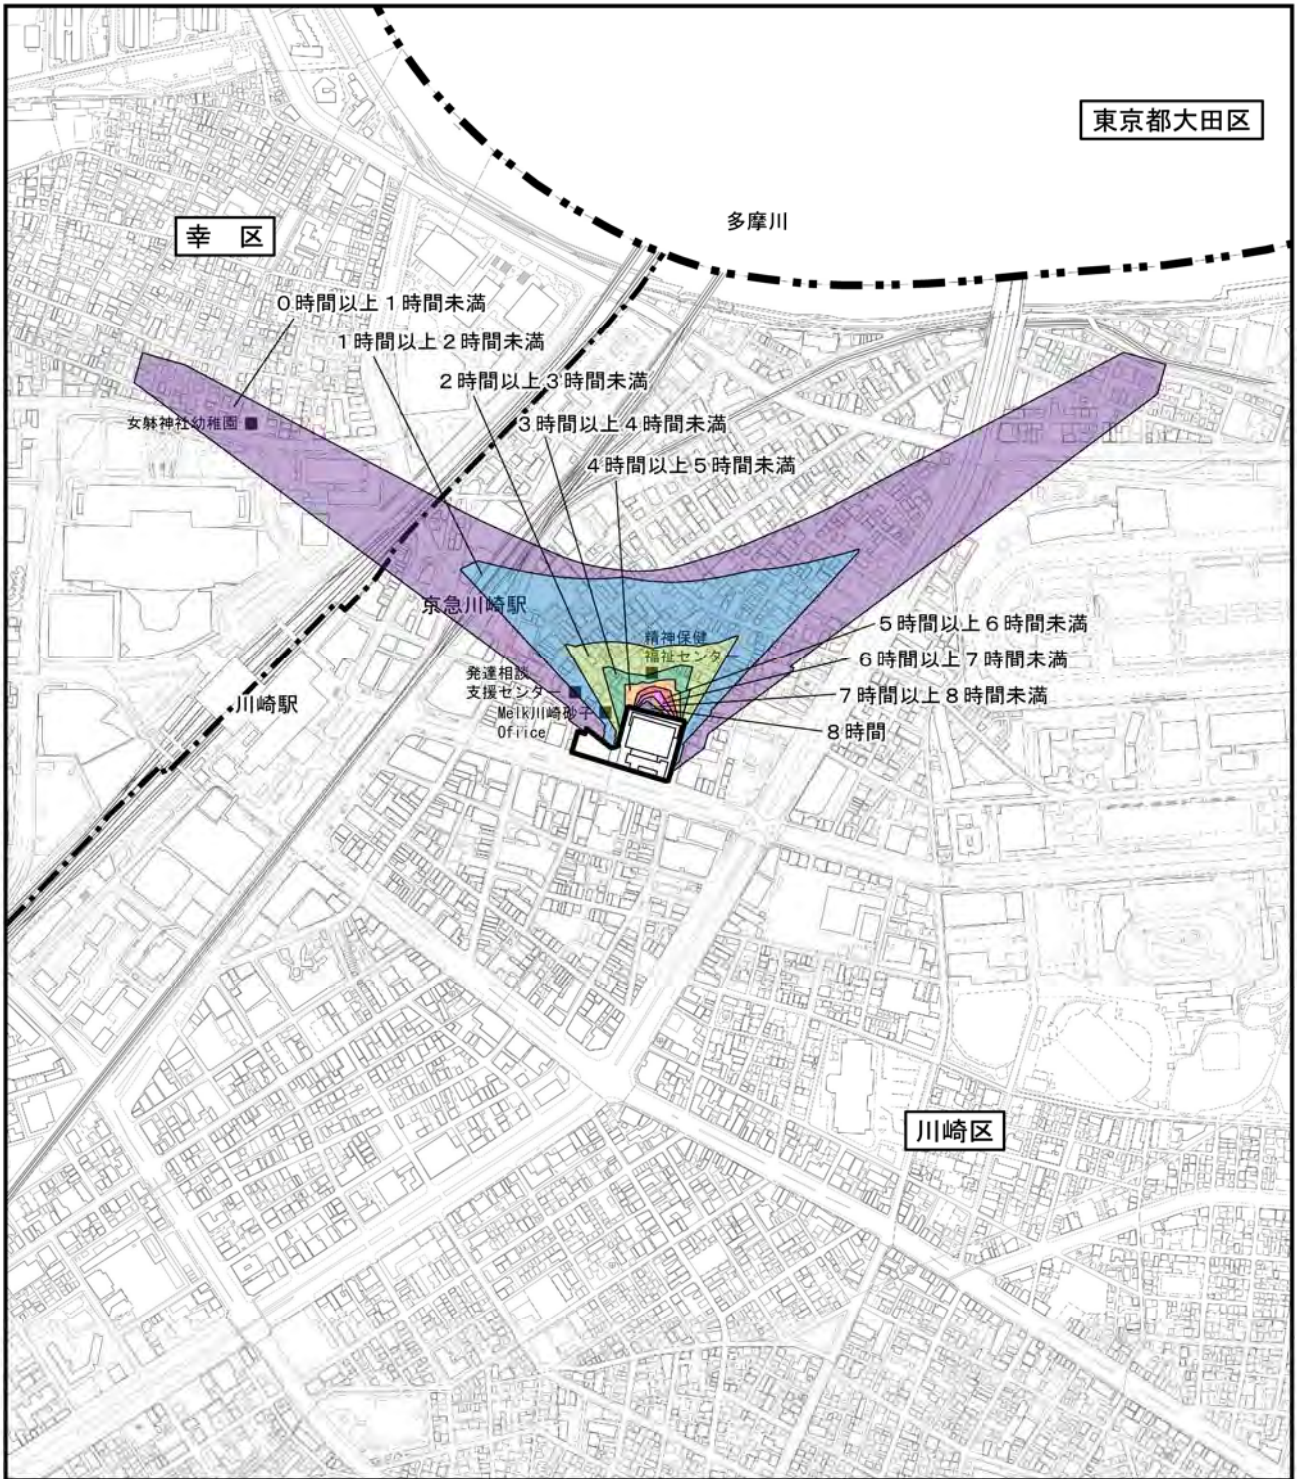 東京都大田区
多摩川
幸　区
０時間以上１時間未満
１時間以上２時間未満
２時間以上３時間未満
３時間以上４時間未満
４時間以上５時間未満
女躰神社幼稚園
京急川崎駅
精神保健
福祉センター
５時間以上６時間未満
６時間以上７時間未満
７時間以上８時間未満
８時間
発達相談
支援センター
Melk川崎砂子
Ofiice
川崎駅
川崎区